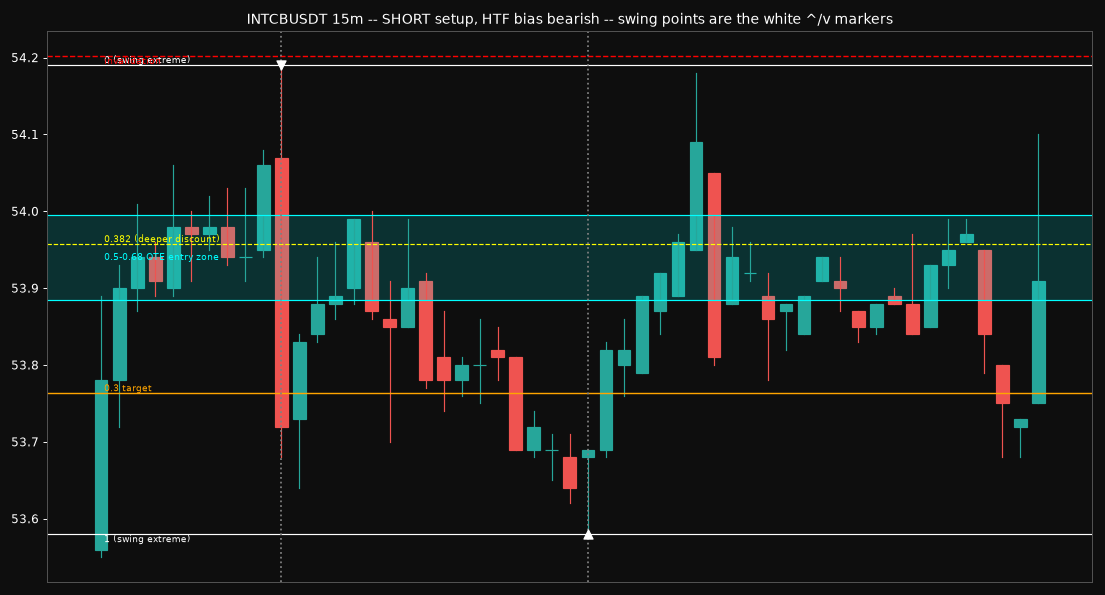 INTCBUSDT 15m -- SHORT setup, HTF bias bearish -- swing points are the white ^/v markers
54.2
0 (swing extreme)
54.1
54.0
0.382 (deeper discount)
0.5-0.68 OTE entry zone
53.9
53.8
0.3 target
53.7
53.6
1 (swing extreme)